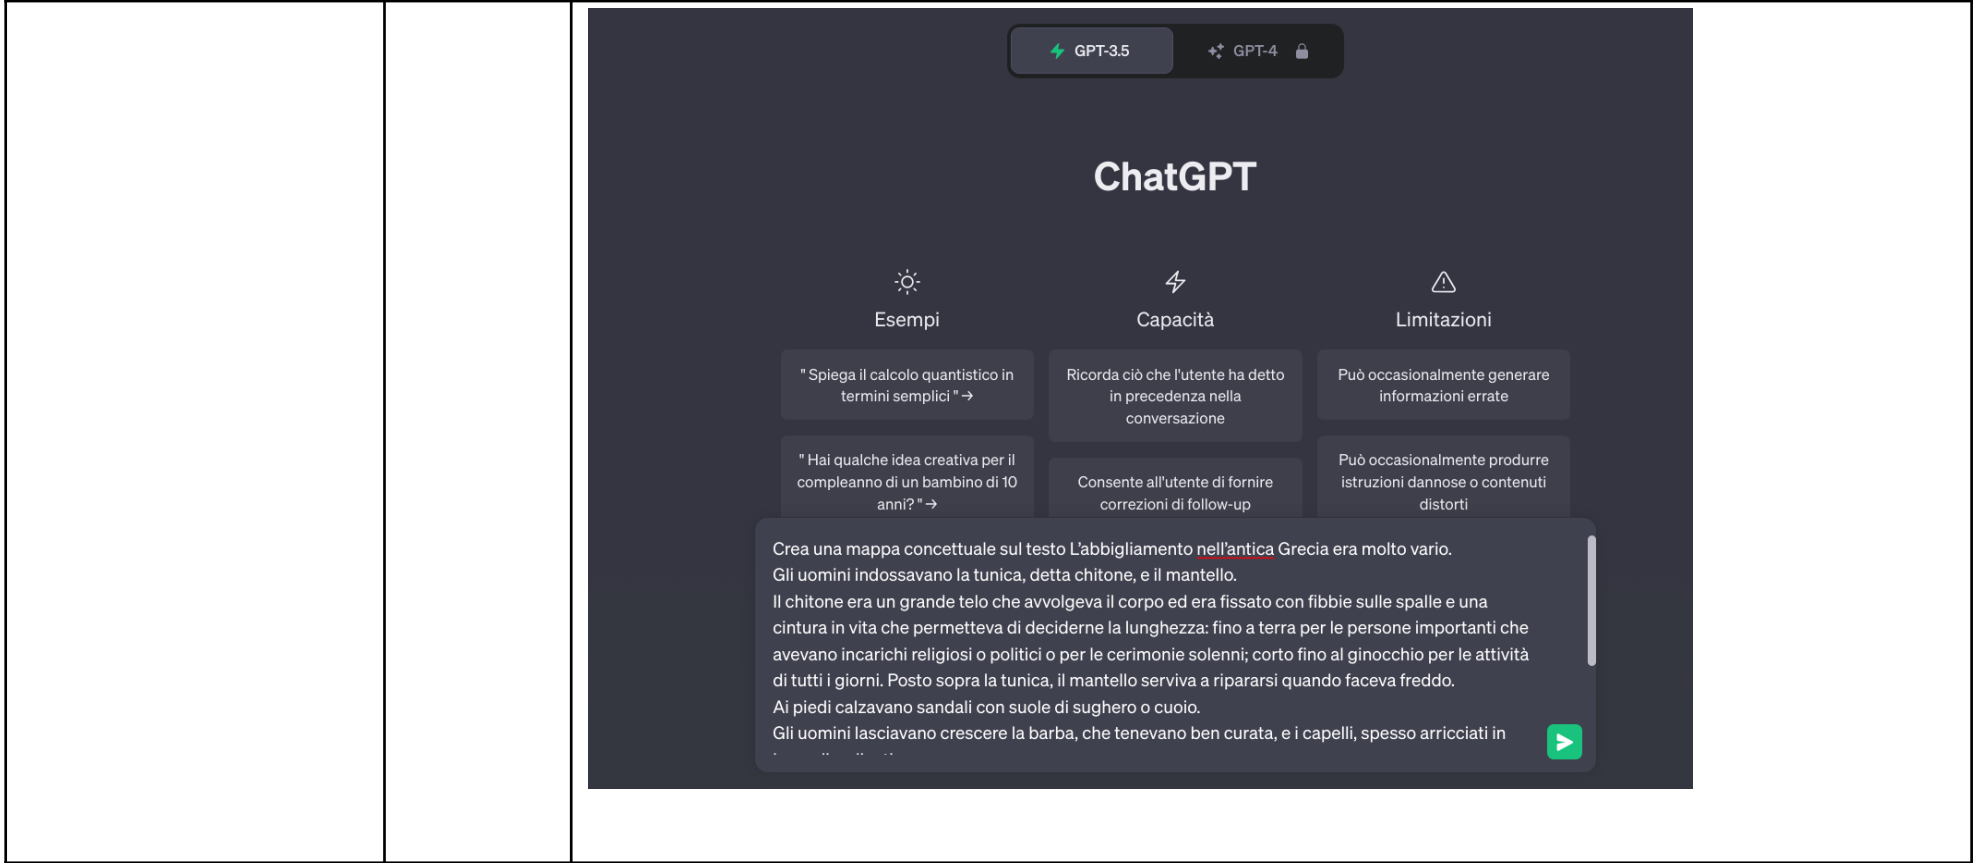 GPT-3.5
GPT-4
ChatGPT
Esempi
" Spiega il calcolo quantistico in
termini semplici " →
" Hai qualche idea creativa per il
compleanno di un bambino di 10
anni? " →
Capacità
Ricorda ciò che l'utente ha detto
in precedenza nella
conversazione
Consente all'utente di fornire
correzioni di follow-up
Limitazioni
Può occasionalmente generare
informazioni errate
Può occasionalmente produrre
istruzioni dannose o contenuti
distorti
Crea una mappa concettuale sul testo L’abbigliamento nell’antica Grecia era molto vario.
Gli uomini indossavano la tunica, detta chitone, e il mantello.
Il chitone era un grande telo che avvolgeva il corpo ed era fissato con fibbie sulle spalle e una
cintura in vita che permetteva di deciderne la lunghezza: fino a terra per le persone importanti che
avevano incarichi religiosi o politici o per le cerimonie solenni; corto fino al ginocchio per le attività
di tutti i giorni. Posto sopra la tunica, il mantello serviva a ripararsi quando faceva freddo.
Ai piedi calzavano sandali con suole di sughero o cuoio.
Gli uomini lasciavano crescere la barba, che tenevano ben curata, e i capelli, spesso arricciati in